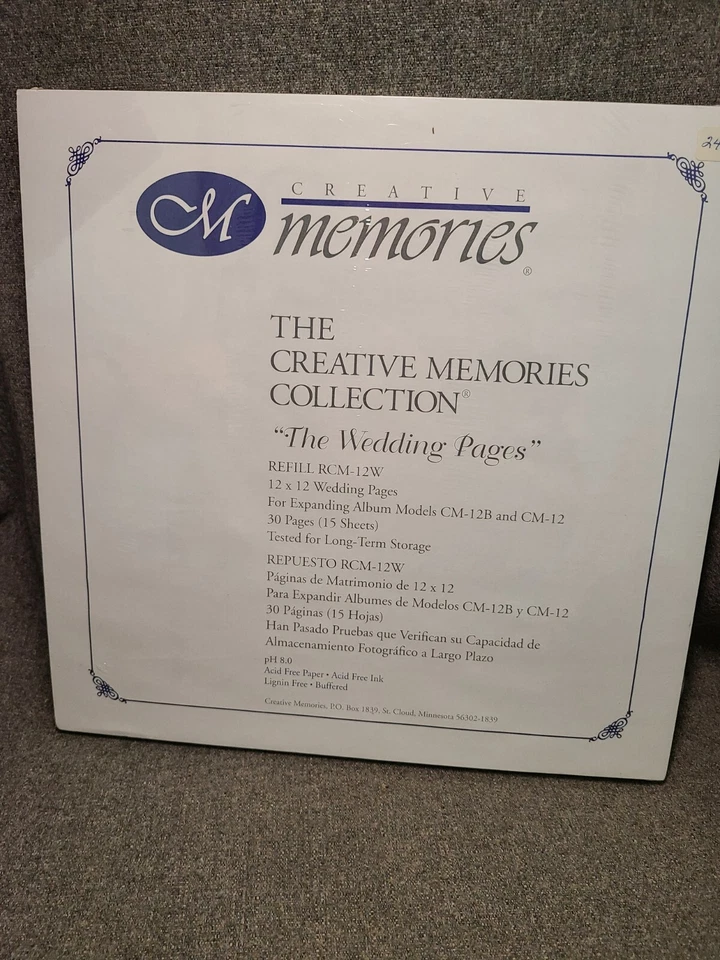 24
CM
CREATIVE
memories®
THE
CREATIVE MEMORIES
COLLECTION®
"The Wedding Pages"
REFILL RCM-12W
12 x 12 Wedding Pages
For Expanding Album Models CM-12B and CM-12
30 Pages (15 Sheets)
Tested for Long-Term Storage
REPUESTO RCM-12W
Páginas de Matrimonio de 12 x 12
Para Expandir Albumes de Modelos CM-12B y CM-12
30 Páginas (15 Hojas)
Han Pasado Pruebas que Verifican su Capacidad de
Almacenamiento Fotográfico a Largo Plazo
pH 8.0
Acid Free Paper • Acid Free Ink
Lignin Free • Buffered
Creative Memories, P.O. Box 1839, St. Cloud, Minnesota 56302-1839